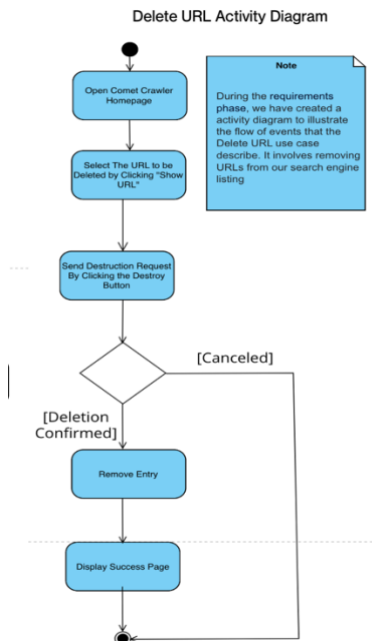 Delete URL Activity Diagram
Open Comet Crawler
Homepage
Note
During the requirements
phase, we have created a
activity diagram to illustrate
the flow of events that the
Delete URL use case
describe. It involves removing
URLs from our search engine
listing
Select The URL to be
Deleted by Clicking "Show
URL"
Send Destruction Request
By Clicking the Destroy
Button
[Canceled]
[Deletion
Confirmed]
Remove Entry
Display Success Page